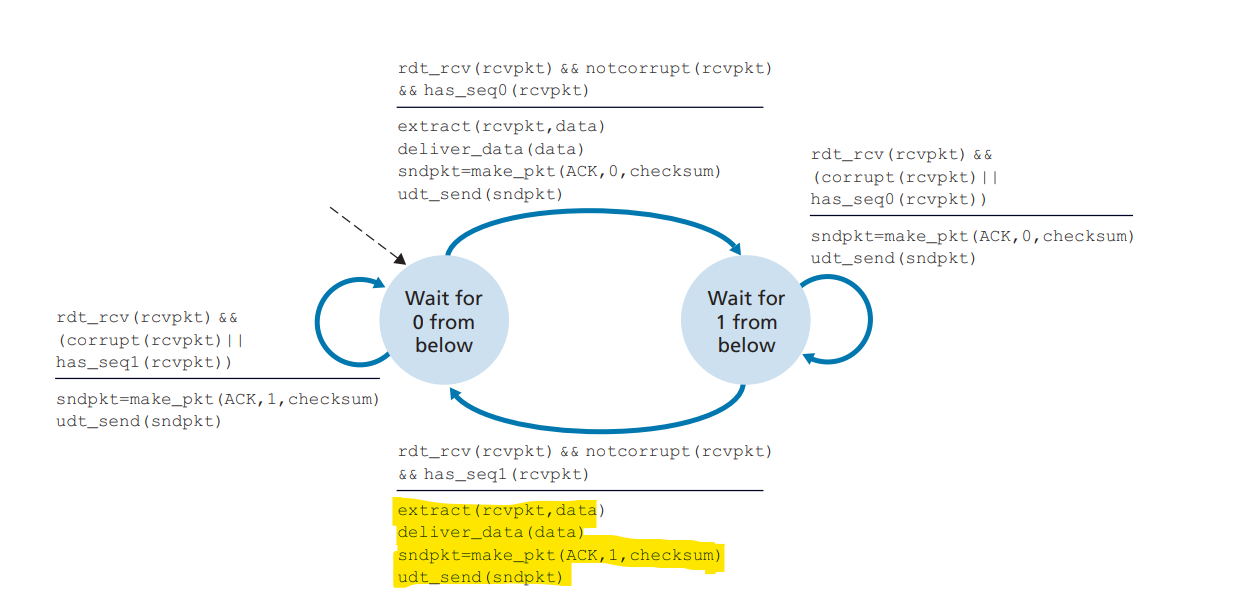 rdt_rcv(rcvpkt) && notcorrupt(rcvpkt)
&& has_seq0(rcvpkt)
extract(rcvpkt,data)
deliver_data(data)
sndpkt=make_pkt(ACK,0,checksum)
udt_send(sndpkt)
rdt_rcv(rcvpkt) &&
(corrupt(rcvpkt)||
has_seq0(rcvpkt))
sndpkt=make_pkt(ACK,0,checksum)
udt_send(sndpkt)
Wait for
0 from
below
Wait for
1 from
below
rdt_rcv(rcvpkt) &&
(corrupt(rcvpkt)||
has_seq1(rcvpkt))
sndpkt=make_pkt(ACK,1,checksum)
udt_send(sndpkt)
rdt_rcv(rcvpkt) && notcorrupt(rcvpkt)
&& has_seq1(rcvpkt)
extract(rcvpkt,data)
deliver_data(data)
sndpkt=make_pkt(ACK,1,checksum)
udt_send(sndpkt)